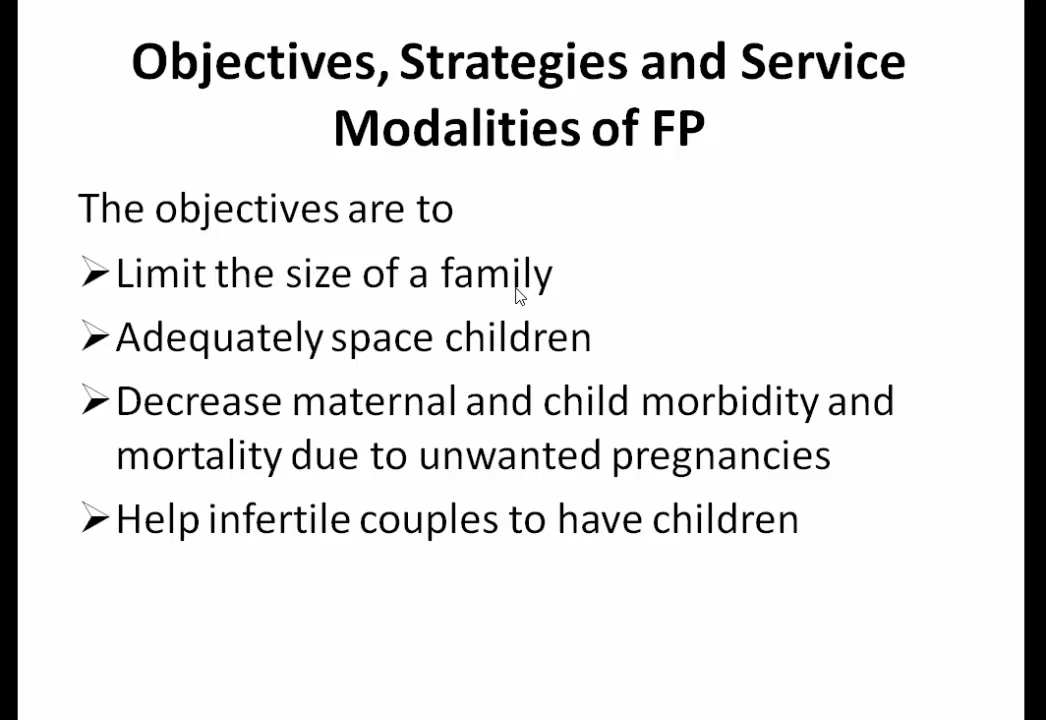 Objectives, Strategies and Service
Modalities of FP
The objectives are to
➢Limit the size of a family
➢Adequately space children
➢Decrease maternal and child morbidity and
mortality due to unwanted pregnancies
➢Help infertile couples to have children